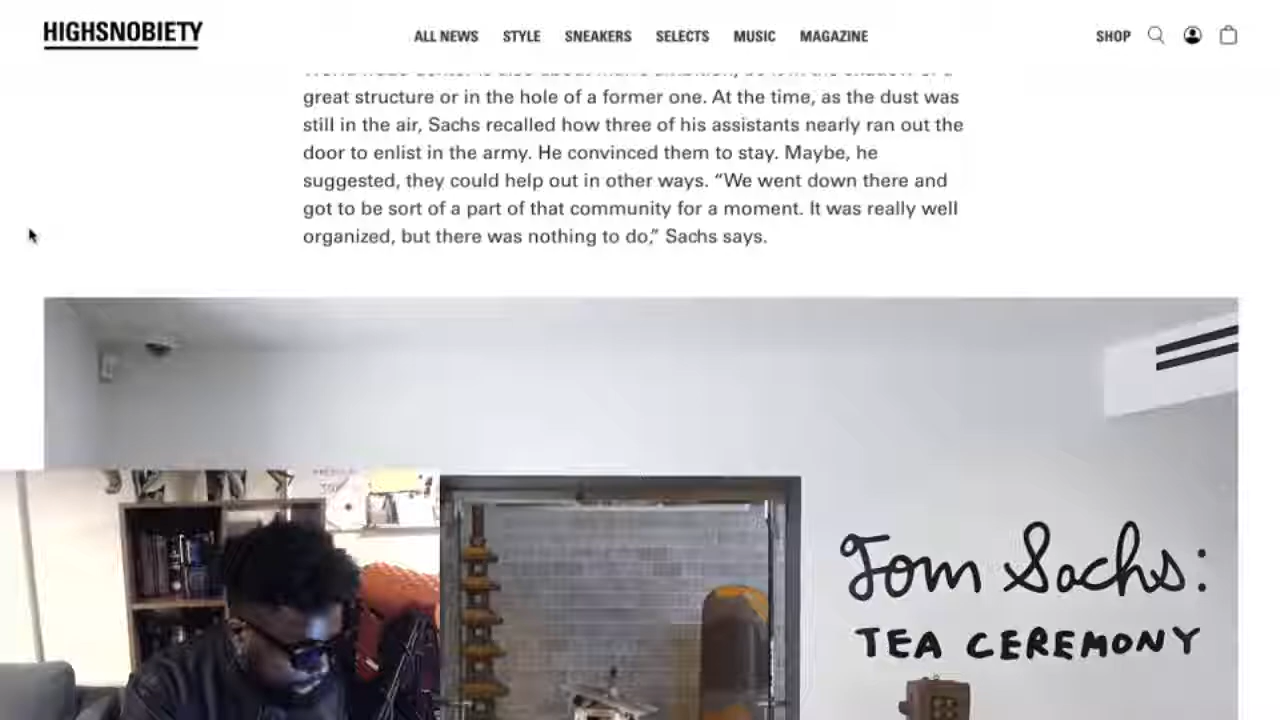 HIGHSNOBIETY
ALL NEWS STYLE SNEAKERS SELECTS MUSIC MAGAZINE
SHOP
great structure or in the hole of a former one. At the time, as the dust was
still in the air, Sachs recalled how three of his assistants nearly ran out the
door to enlist in the army. He convinced them to stay. Maybe, he
suggested, they could help out in other ways. “We went down there and
got to be sort of a part of that community for a moment. It was really well
organized, but there was nothing to do,” Sachs says.
Tom Sachs:
TEA CEREMONY